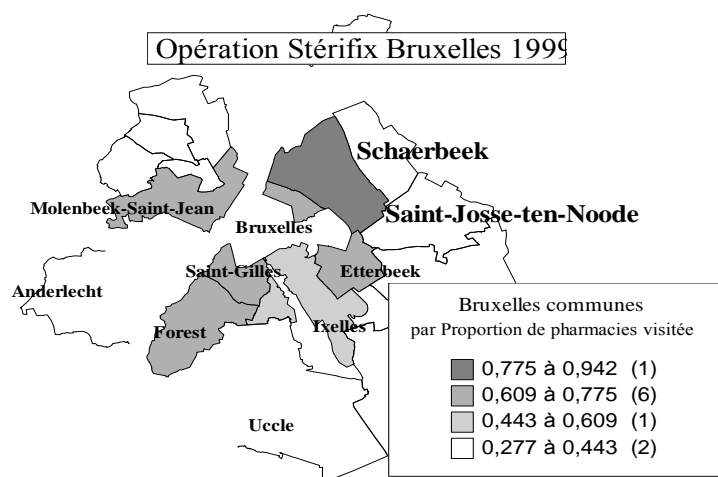 Opération Stérifix Bruxelles 1999
Schaerbeek
Molenbeek-Saint-Jean
Saint-Josse-ten-Noode
Bruxelles
Saint-Gilles
Etterbeek
Anderlecht
Forest
Ixelles
Uccle
Bruxelles communes
par Proportion de pharmacies visitée
0,775 à 0,942 (1)
0,609 à 0,775 (6)
0,443 à 0,609 (1)
0,277 à 0,443 (2)